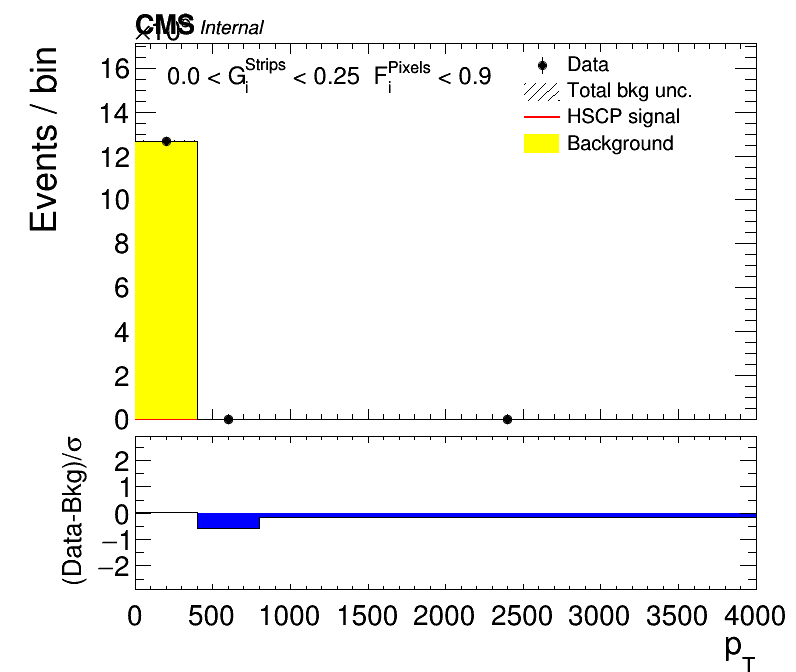 CMS Internal
×10
Events / bin
0.0 < G_i^Strips < 0.25 F_i^Pixels < 0.9
Data
Total bkg unc.
HSCP signal
Background
16
14
12
10
8
6
4
2
0
(Data-Bkg)/σ
2
1
0
−1
−2
0 500 1000 1500 2000 2500 3000 3500 4000
p_T